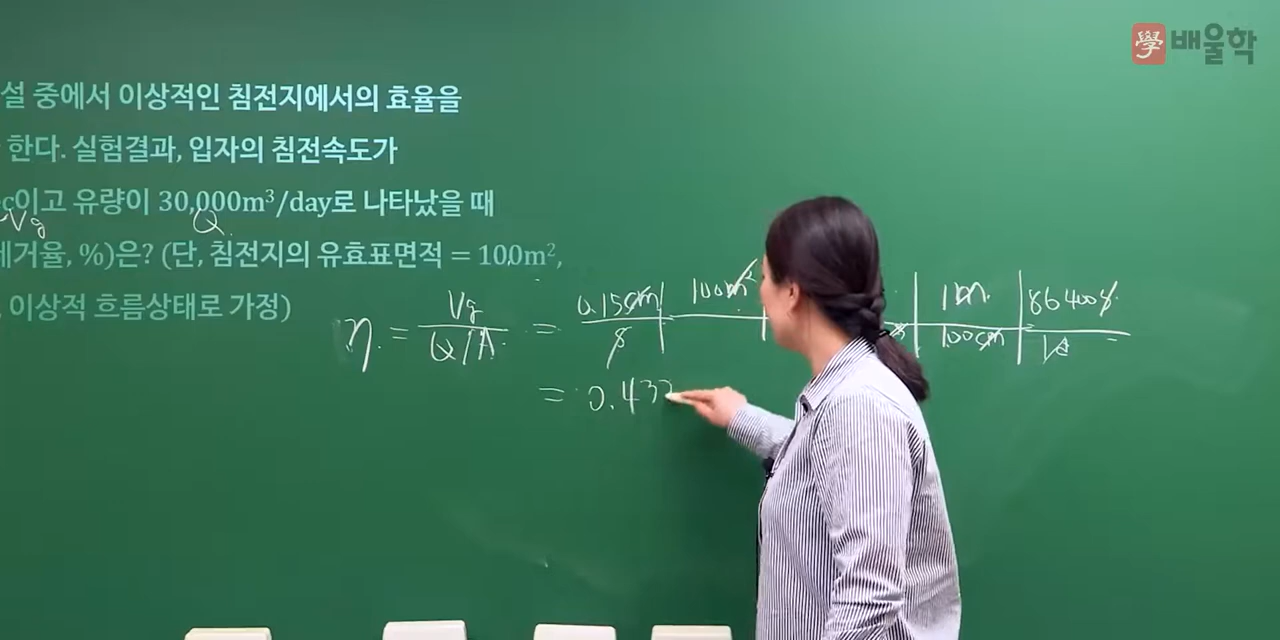 學 배울학
설 중에서 이상적인 침전지에서의 효율을
한다. 실험결과, 입자의 침전속도가
c이고 유량이 30,000m³/day로 나타났을 때
Vg Q
제거율, %)은? (단, 침전지의 유효표면적 = 100m²,
이상적 흐름상태로 가정)
η = Vg / Q/A = 0.15cm 100m² 1m 86400s
s 100cm 1d
= 0.432